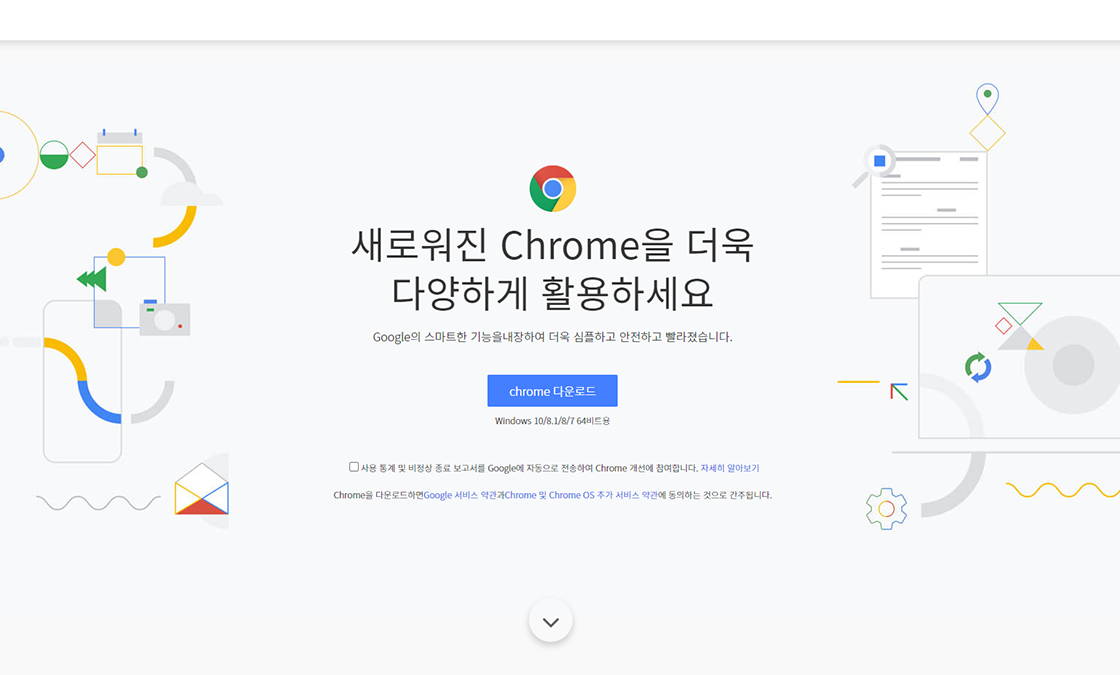 새로워진 Chrome을 더욱
다양하게 활용하세요
Google의 스마트한 기능을내장하여 더욱 심플하고 안전하고 빨라졌습니다.
chrome 다운로드
Windows 10/8.1/8/7 64비트용
사용 통계 및 비정상 종료 보고서를 Google에 자동으로 전송하여 Chrome 개선에 참여합니다. 자세히 알아보기
Chrome을 다운로드하면Google 서비스 약관과Chrome 및 Chrome OS 추가 서비스 약관에 동의하는 것으로 간주됩니다.